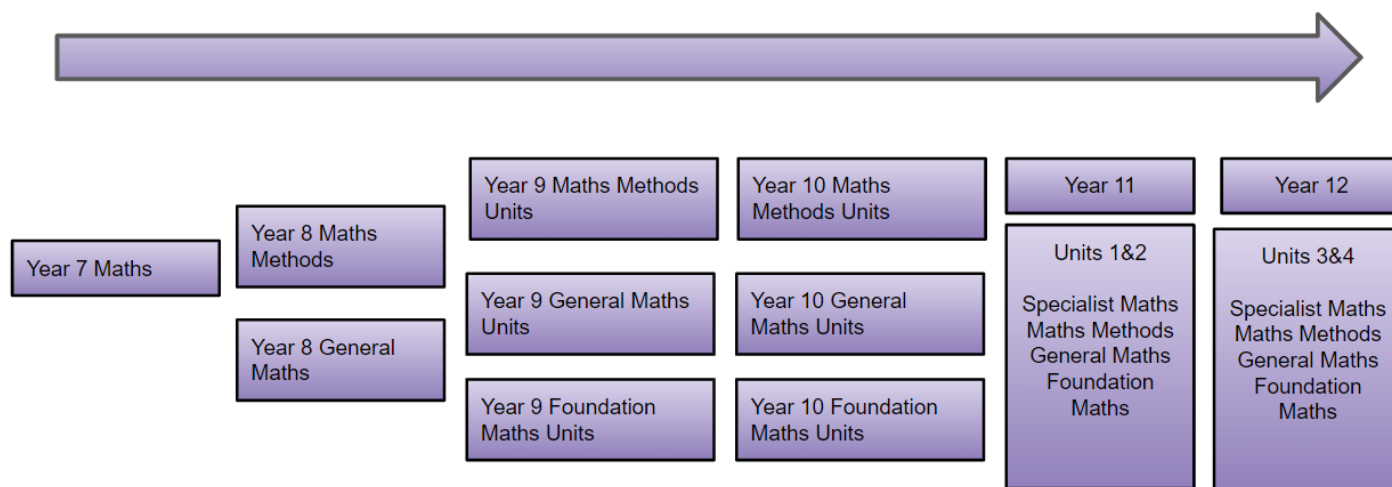 Year 7 Maths
Year 8 Maths
Methods
Year 8 General
Maths
Year 9 Maths Methods
Units
Year 9 General Maths
Units
Year 9 Foundation
Maths Units
Year 10 Maths
Methods Units
Year 10 General
Maths Units
Year 10 Foundation
Maths Units
Year 11
Units 1&2
Specialist Maths
Maths Methods
General Maths
Foundation
Maths
Year 12
Units 3&4
Specialist Maths
Maths Methods
General Maths
Foundation
Maths